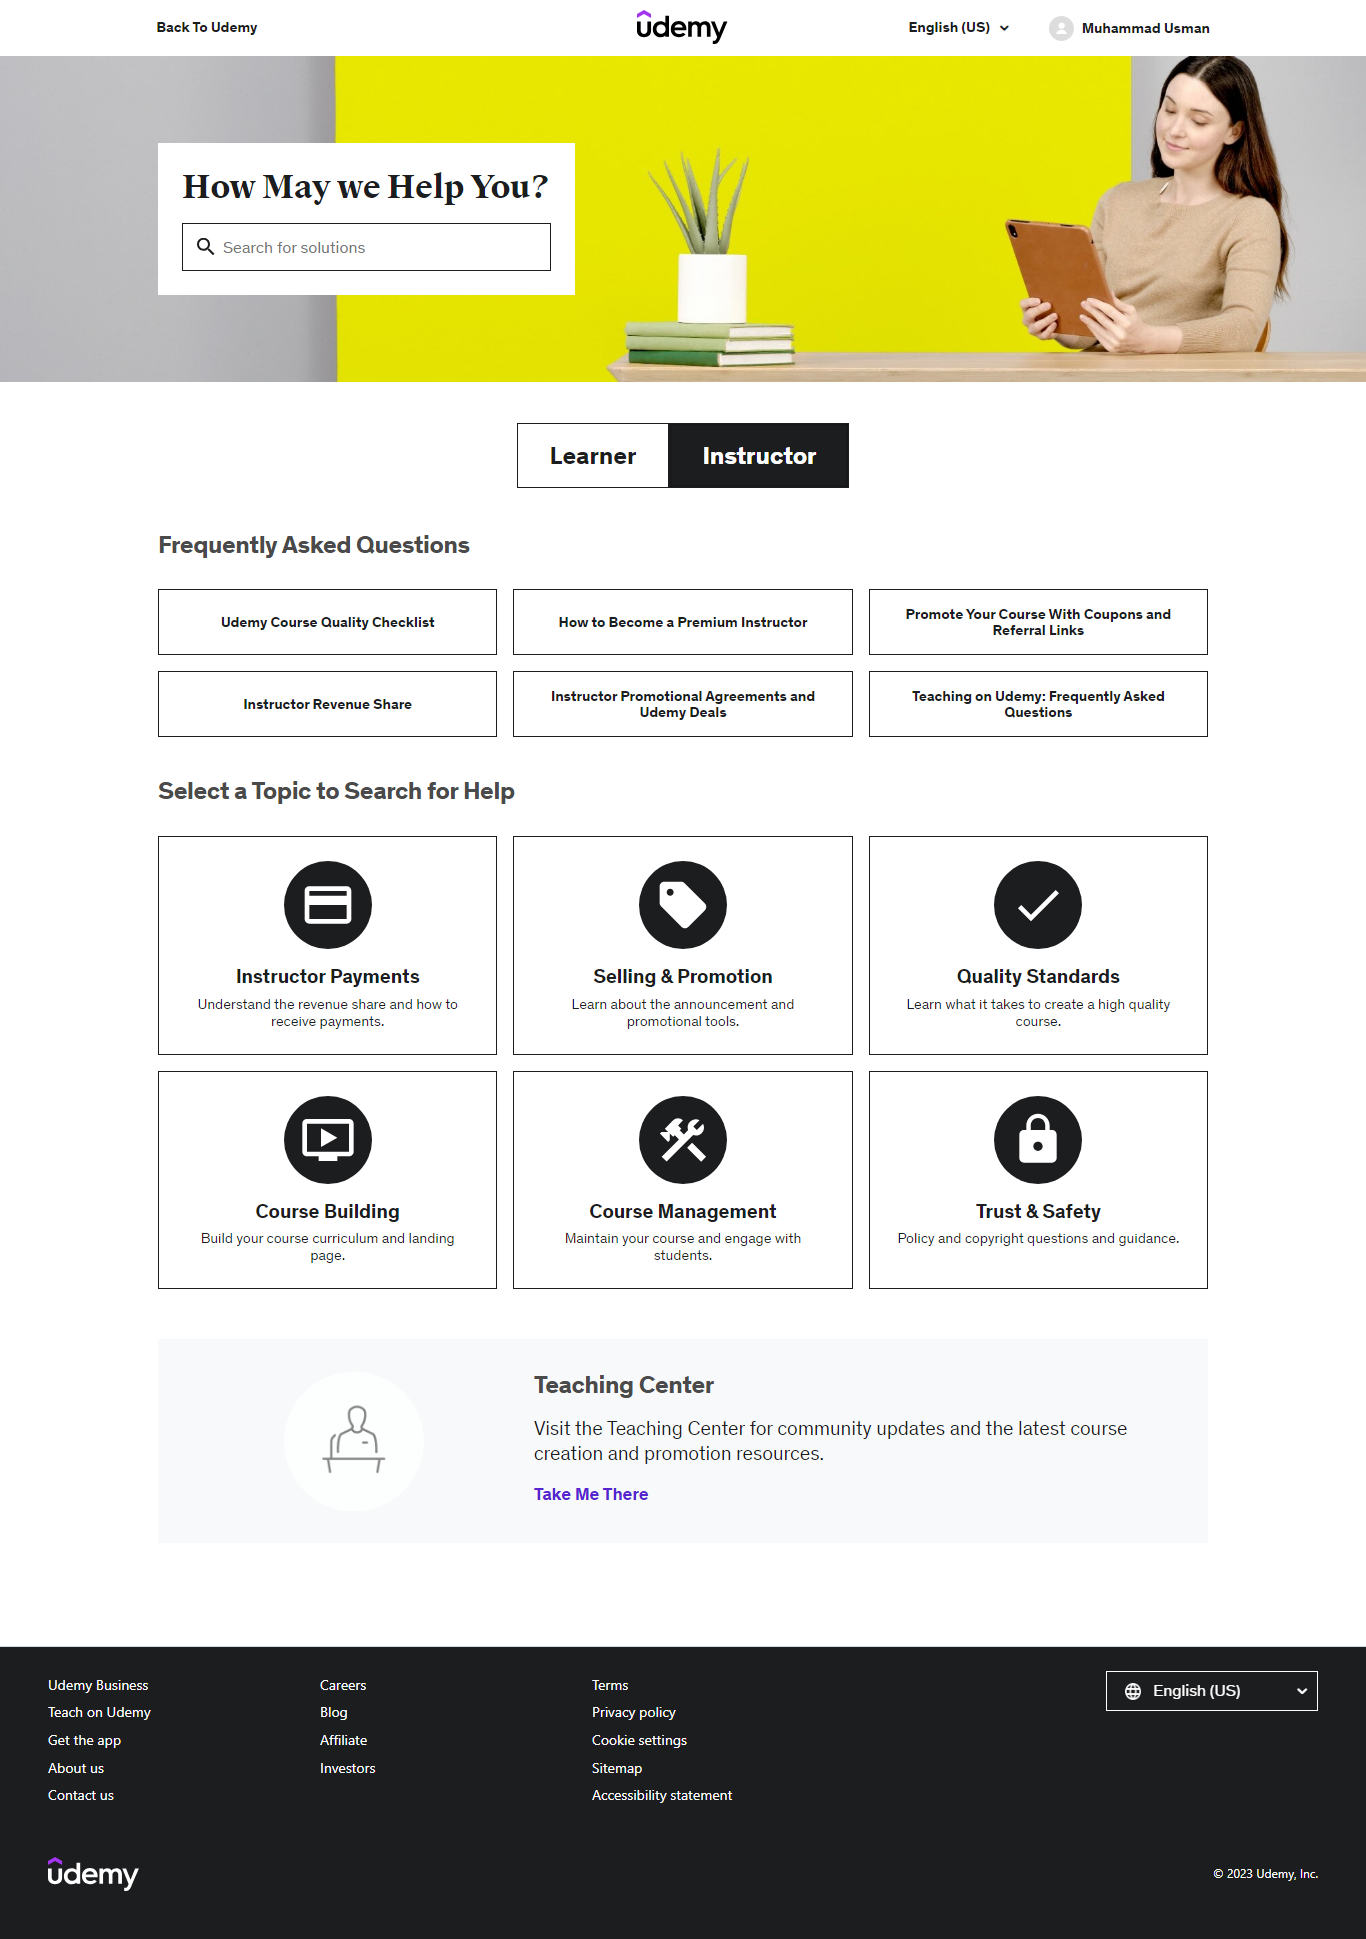 Back To Udemy
udemy
English (US)
Muhammad Usman
How May we Help You?
Search for solutions
Learner
Instructor
Frequently Asked Questions
Udemy Course Quality Checklist
How to Become a Premium Instructor
Promote Your Course With Coupons and
Referral Links
Instructor Revenue Share
Instructor Promotional Agreements and
Udemy Deals
Teaching on Udemy: Frequently Asked
Questions
Select a Topic to Search for Help
Instructor Payments
Understand the revenue share and how to
receive payments.
Selling & Promotion
Learn about the announcement and
promotional tools.
Quality Standards
Learn what it takes to create a high quality
course.
Course Building
Build your course curriculum and landing
page.
Course Management
Maintain your course and engage with
students.
Trust & Safety
Policy and copyright questions and guidance.
Teaching Center
Visit the Teaching Center for community updates and the latest course
creation and promotion resources.
Take Me There
Udemy Business
Teach on Udemy
Get the app
About us
Contact us
Careers
Blog
Affiliate
Investors
Terms
Privacy policy
Cookie settings
Sitemap
Accessibility statement
English (US)
udemy
© 2023 Udemy, Inc.